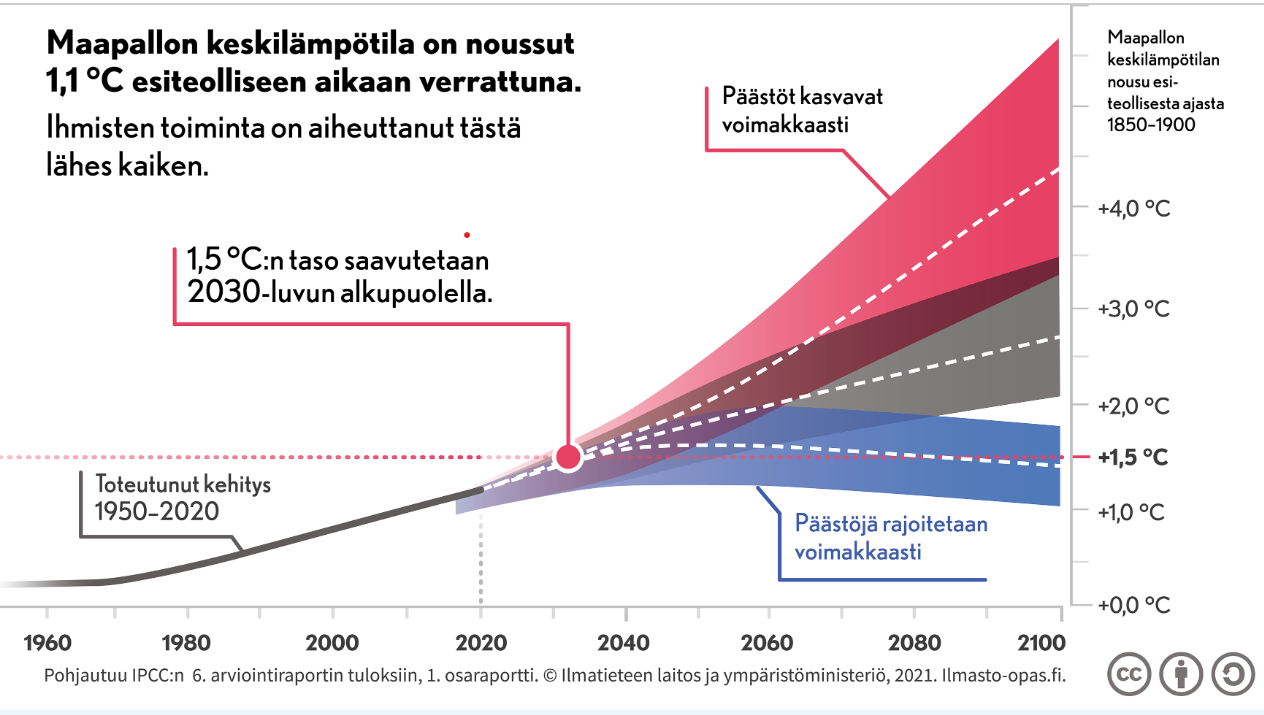 Maapallon keskilämpötila on noussut
1,1 °C esiteolliseen aikaan verrattuna.
Ihmisten toiminta on aiheuttanut tästä
lähes kaiken.
Maapallon
keskilämpötilan
nousu esi-
teollisesta ajasta
1850–1900
Päästöt kasvavat
voimakkaasti
1,5 °C:n taso saavutetaan
2030-luvun alkupuolella.
+4,0 °C
+3,0 °C
+2,0 °C
+1,5 °C
+1,0 °C
+0,0 °C
Toteutunut kehitys
1950–2020
Päästöjä rajoitetaan
voimakkaasti
1960 1980 2000 2020 2040 2060 2080 2100
Pohjautuu IPCC:n 6. arviointiraportin tuloksiin, 1. osaraportti. © Ilmatieteen laitos ja ympäristöministeriö, 2021. Ilmasto-opas.fi.
cc